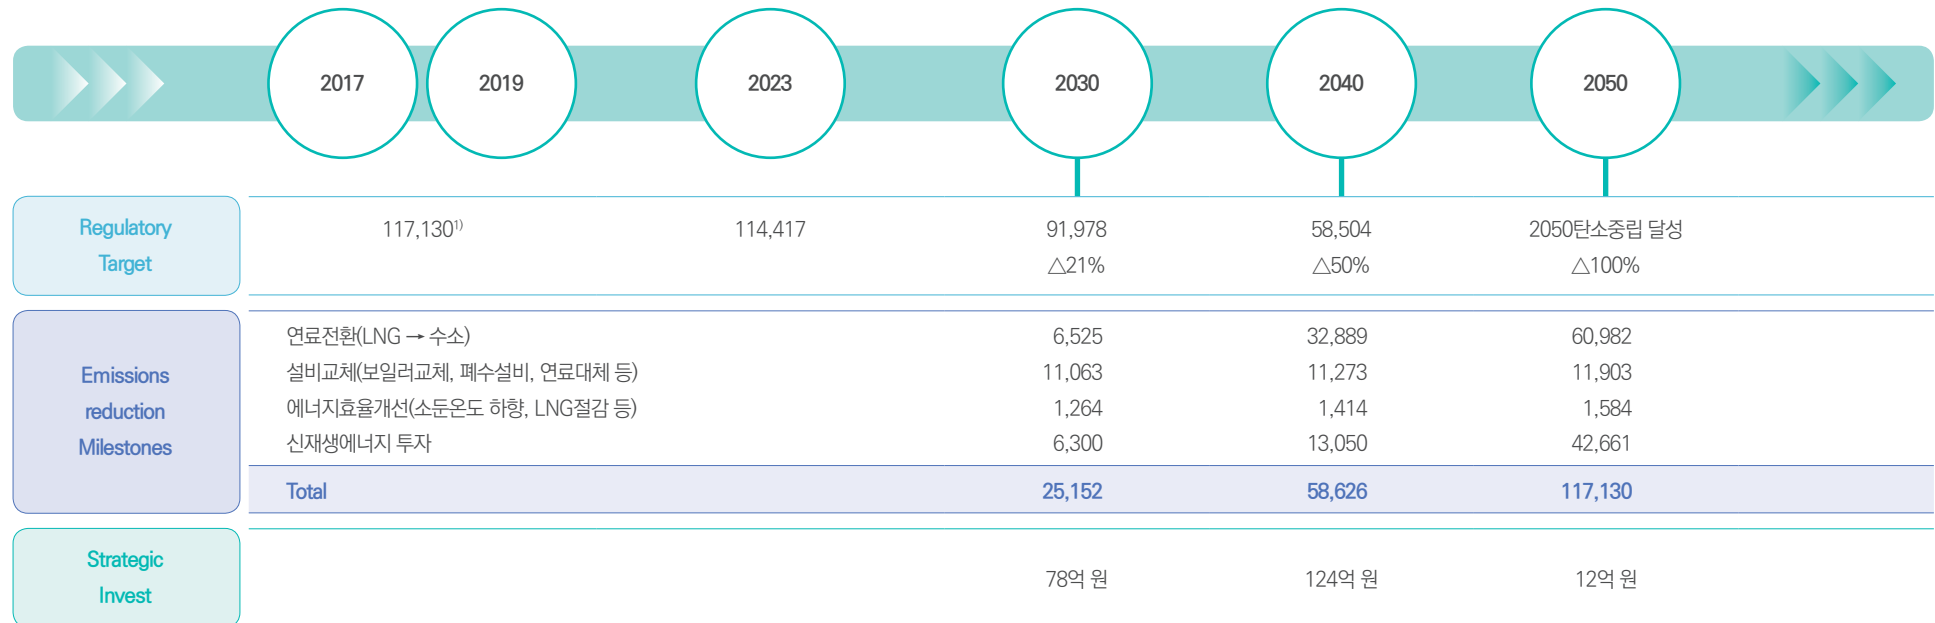 2017 2019 2023 2030 2040 2050
Regulatory
Target
117,130¹⁾ 114,417 91,978 58,504 2050탄소중립 달성
△21% △50% △100%
Emissions
reduction
Milestones
연료전환(LNG → 수소) 6,525 32,889 60,982
설비교체(보일러교체, 폐수설비, 연료대체 등) 11,063 11,273 11,903
에너지효율개선(소둔온도 하향, LNG절감 등) 1,264 1,414 1,584
신재생에너지 투자 6,300 13,050 42,661
Total 25,152 58,626 117,130
Strategic
Invest
78억 원 124억 원 12억 원